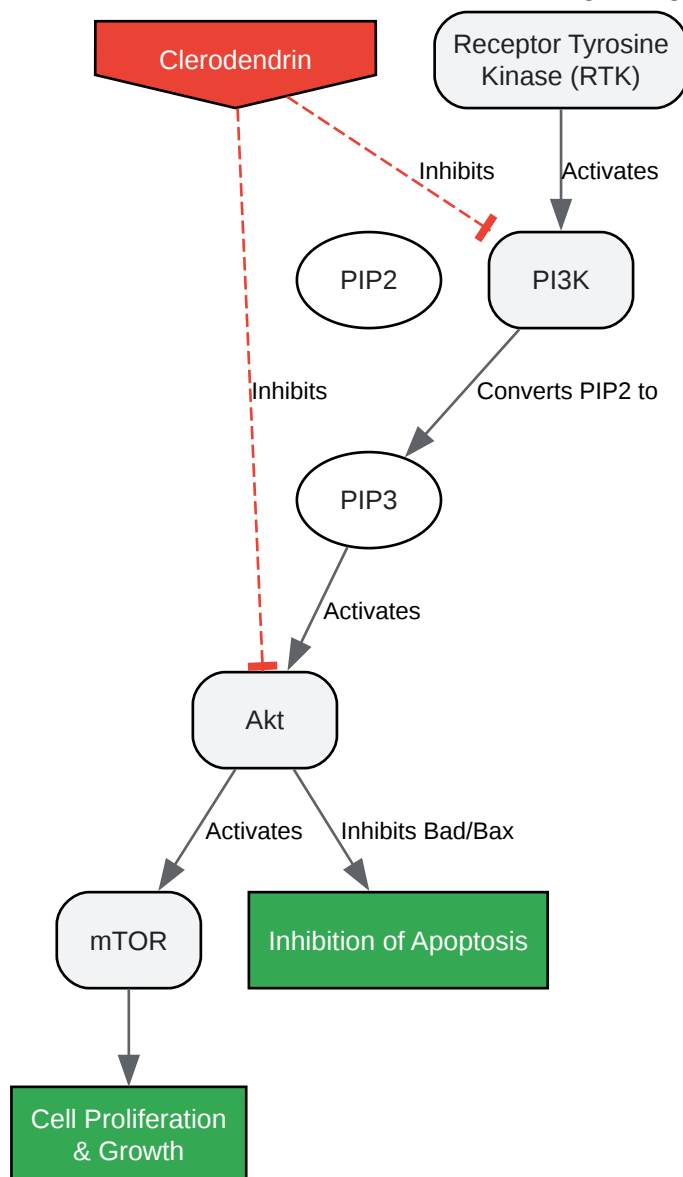 Clerodendrin
Receptor Tyrosine
Kinase (RTK)
Inhibits
Activates
PIP2
PI3K
Inhibits
Converts PIP2 to
PIP3
Activates
Akt
Activates
Inhibits Bad/Bax
mTOR
Inhibition of Apoptosis
Cell Proliferation
& Growth